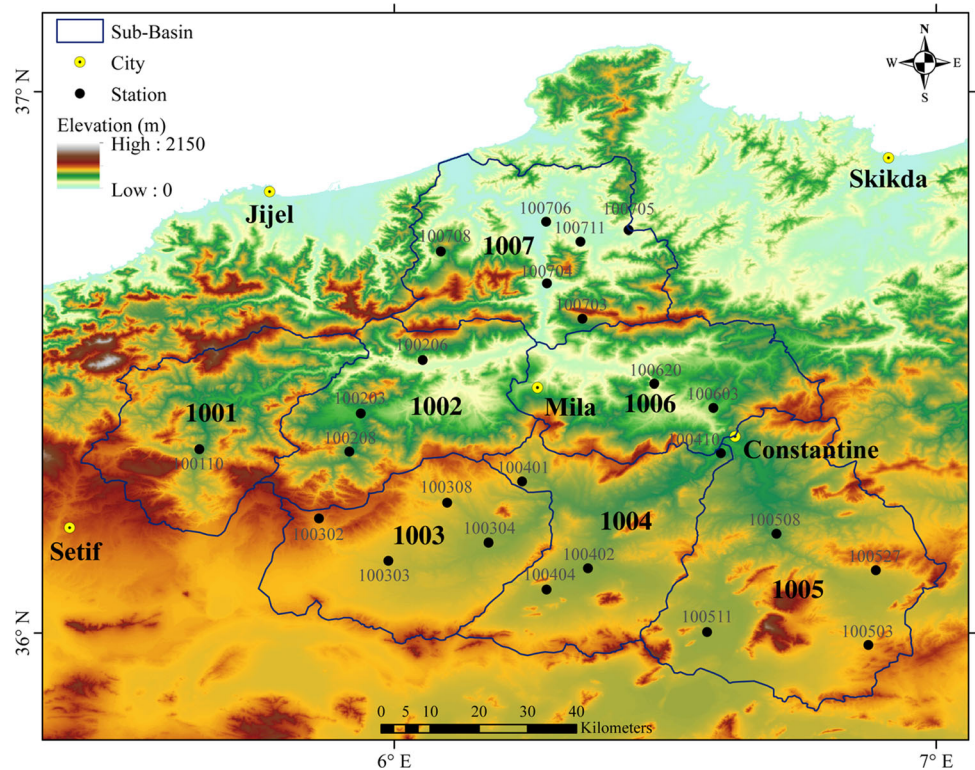 Sub-Basin
City
Station
Elevation (m)
High : 2150
Low : 0
N
W E
S
37° N
36° N
Jijel
Skikda
100706
100705
100711
1007
100708
100704
100703
100206
100620
Mila
1006
100603
1001
100203
1002
100208
100110
100410
Constantine
100401
100308
1004
100302
1003
100304
Setif
100508
100303
100402
100527
100404
1005
100511
100503
0 5 10 20 30 40
Kilometers
6° E
7° E